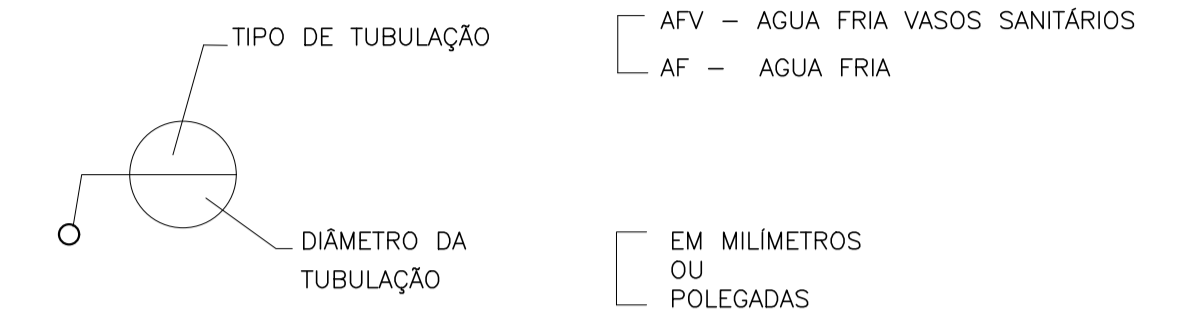 TIPO DE TUBULAÇÃO
AFV – AGUA FRIA VASOS SANITÁRIOS
AF – AGUA FRIA
DIÂMETRO DA
TUBULAÇÃO
EM MILÍMETROS
OU
POLEGADAS